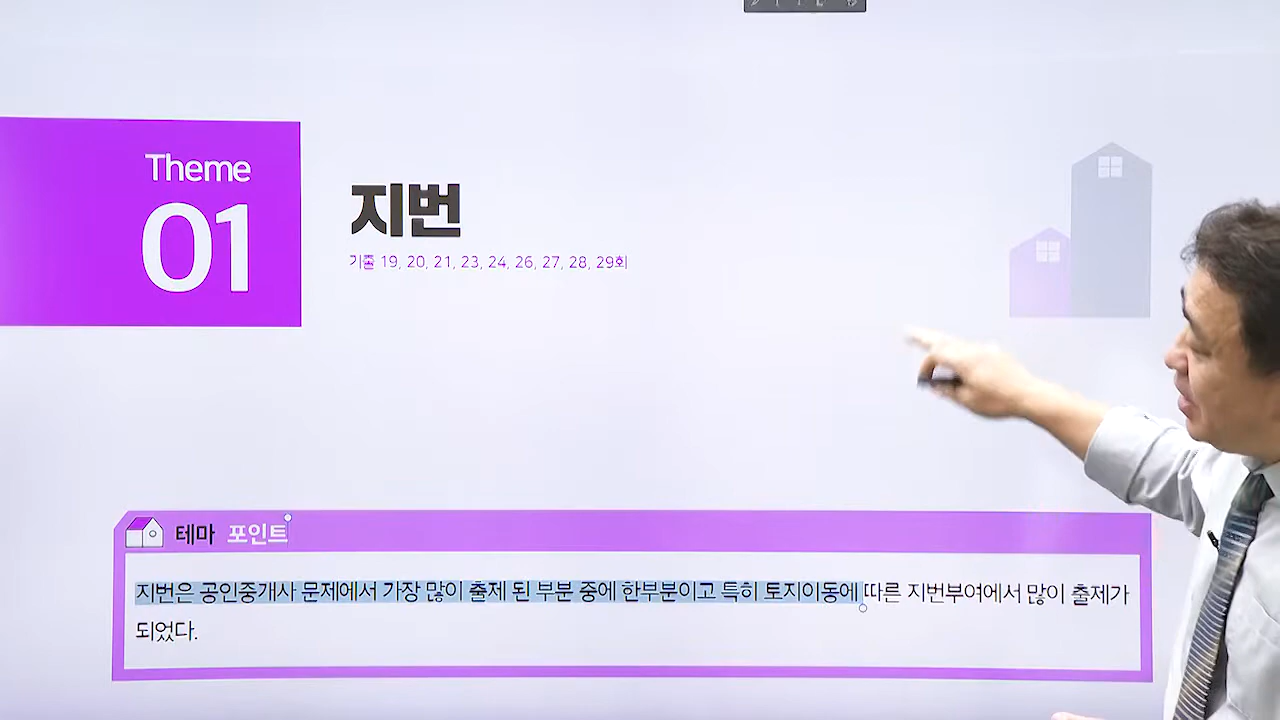 Theme
01
지번
기출 19, 20, 21, 23, 24, 26, 27, 28, 29회
테마 포인트
지번은 공인중개사 문제에서 가장 많이 출제 된 부분 중에 한부분이고 특히 토지이동에 따른 지번부여에서 많이 출제가
되었다.